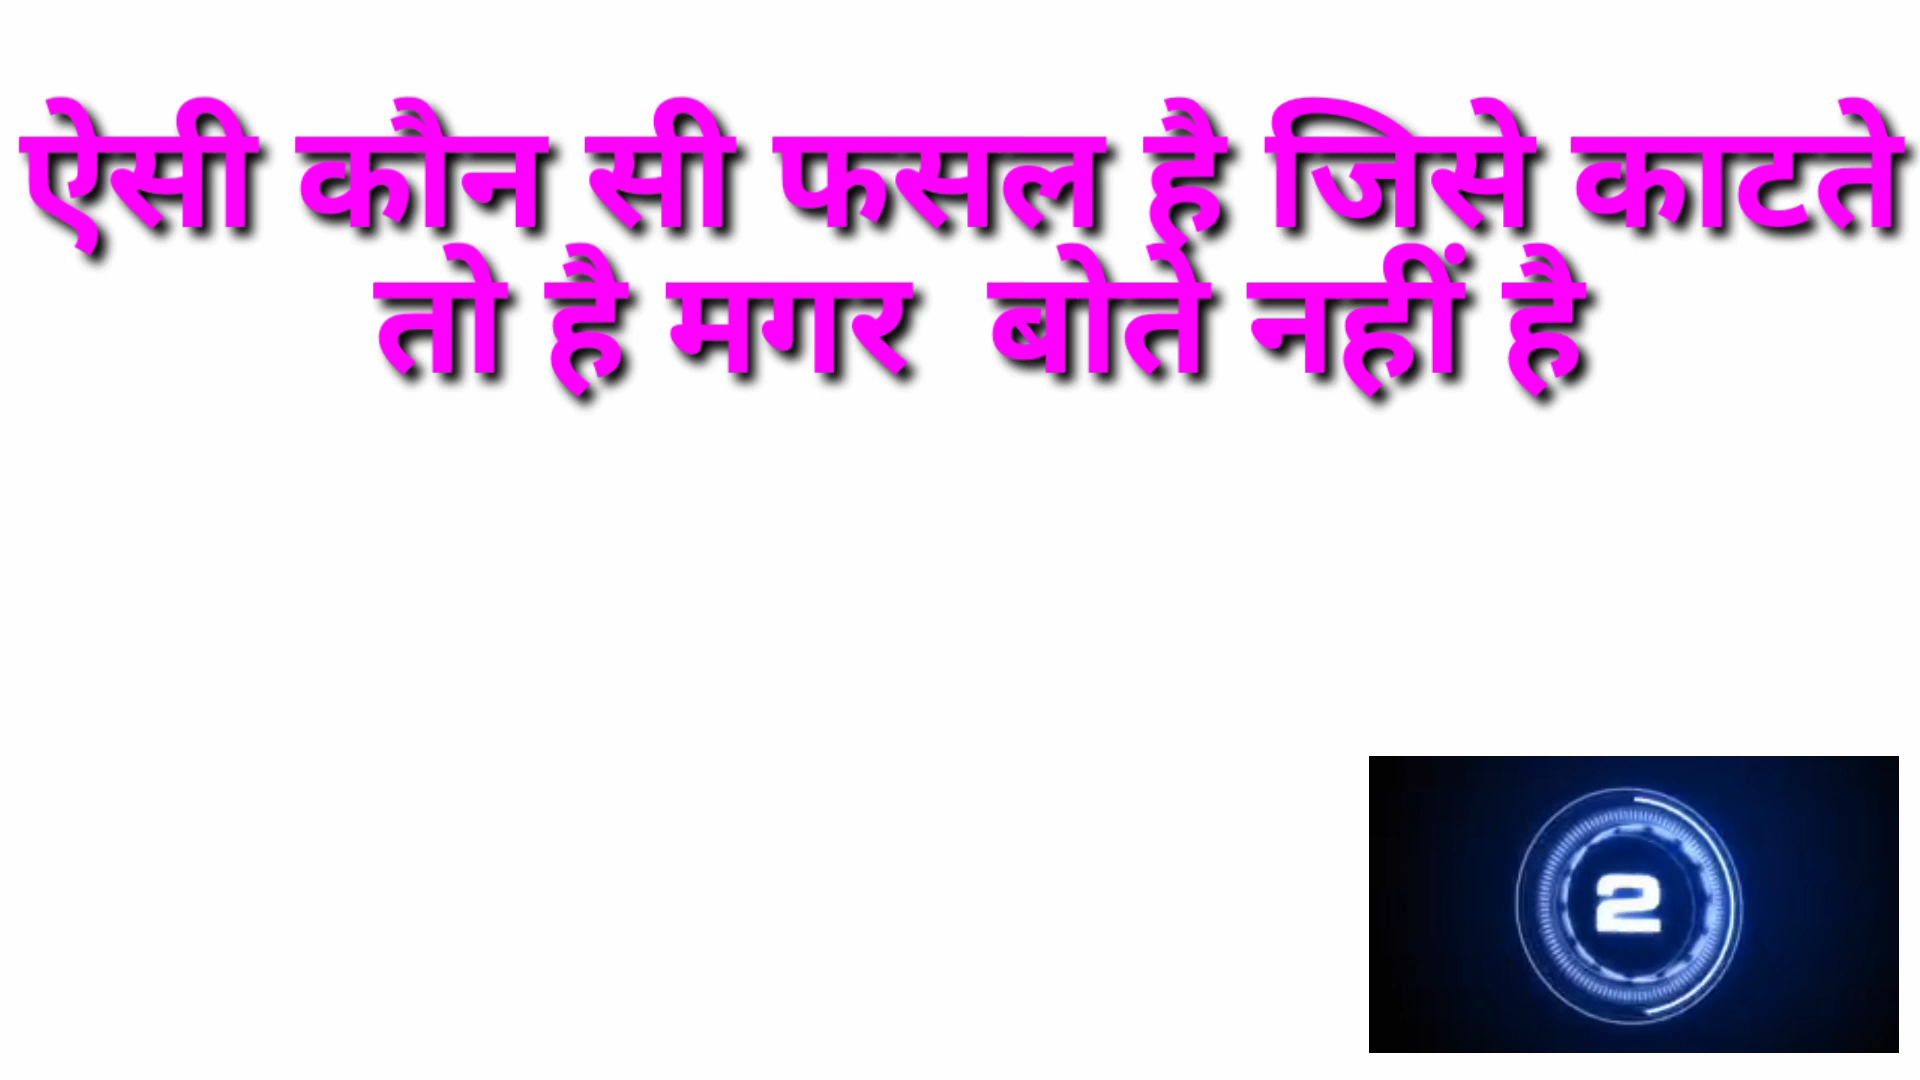 ऐसी कौन सी फसल है जिसे काटते
तो है मगर बोते नहीं है
2